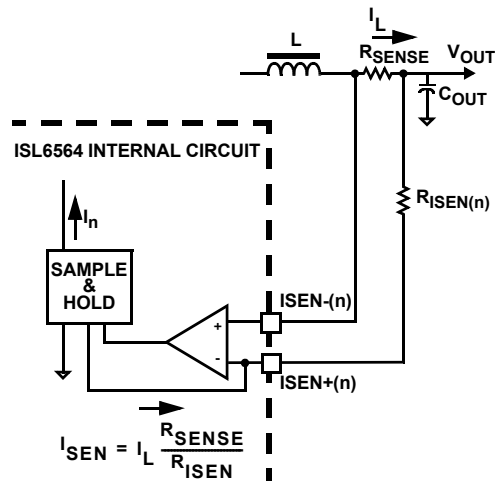 I_L
L
R_SENSE
V_OUT
C_OUT
ISL6564 INTERNAL CIRCUIT
R_ISEN(n)
I_n
SAMPLE
&
HOLD
ISEN-(n)
+
-
ISEN+(n)
I_SEN = I_L R_SENSE / R_ISEN